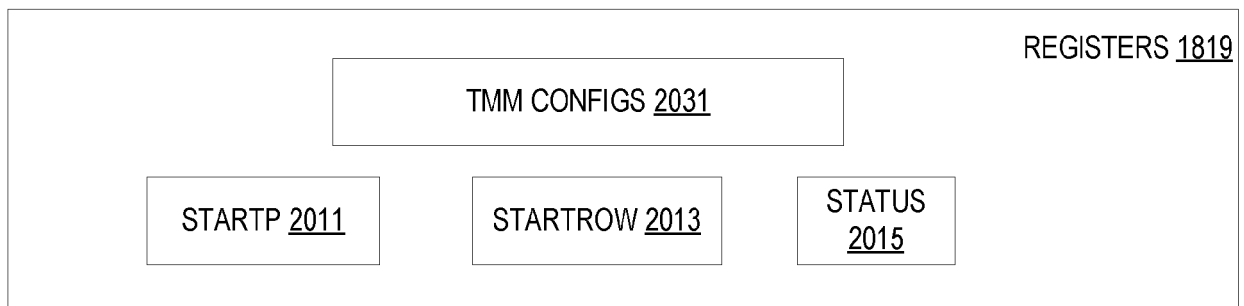 REGISTERS 1819
TMM CONFIGS 2031
STARTP 2011
STARTROW 2013
STATUS
2015